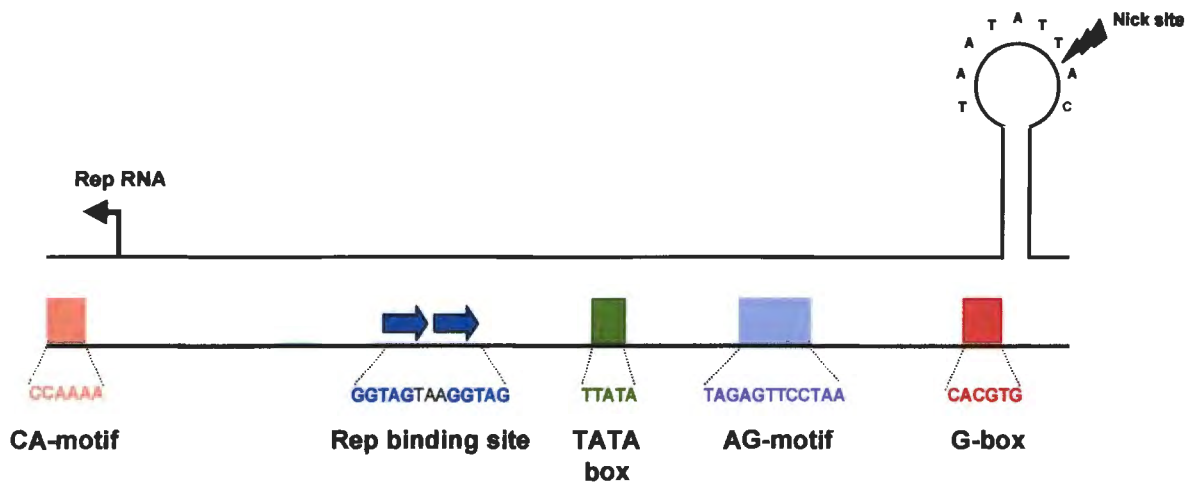 Nick site
T A A T A T T A C
Rep RNA
CCAAAA
GGTAGTAAGGTAG
TTATA
TAGAGTTCCTAA
CACGTG
CA-motif
Rep binding site
TATA box
AG-motif
G-box